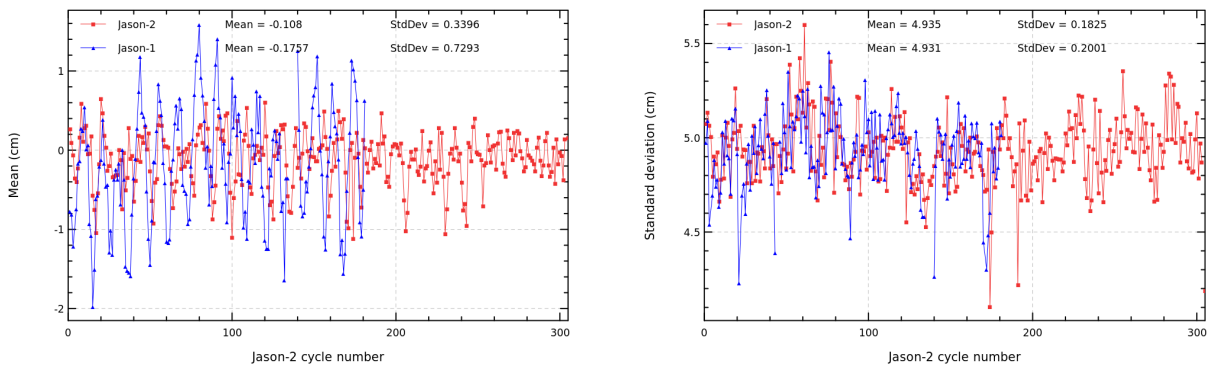 Jason-2 Mean = -0.108 StdDev = 0.3396
Jason-1 Mean = -0.1757 StdDev = 0.7293
Mean (cm)
1
0
-1
-2
0 100 200 300
Jason-2 cycle number
Jason-2 Mean = 4.935 StdDev = 0.1825
Jason-1 Mean = 4.931 StdDev = 0.2001
Standard deviation (cm)
5.5
5.0
4.5
0 100 200 300
Jason-2 cycle number